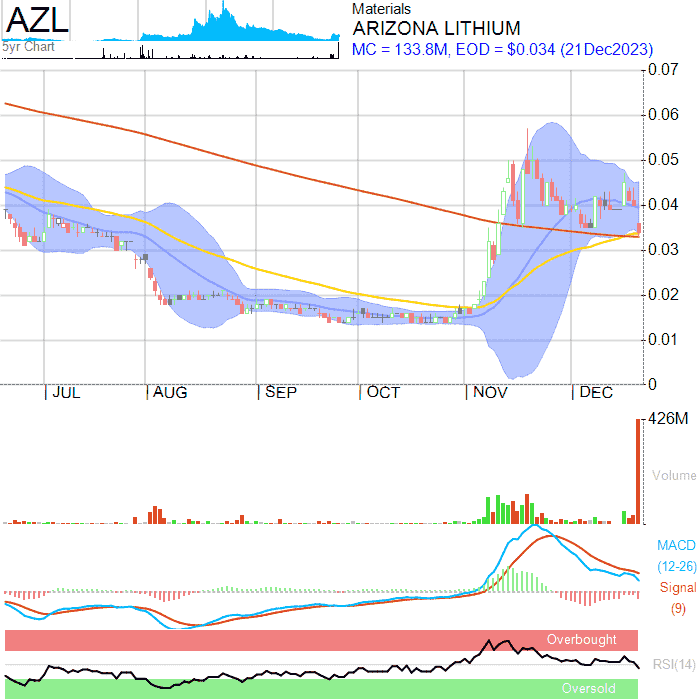 AZL
5yr Chart
Materials
ARIZONA LITHIUM
MC = 133.8M, EOD = $0.034 (21Dec2023)
0.07
0.06
0.05
0.04
0.03
0.02
0.01
0
JUL AUG SEP OCT NOV DEC
426M
Volume
MACD
(12-26)
Signal
(9)
Overbought
RSI(14)
Oversold